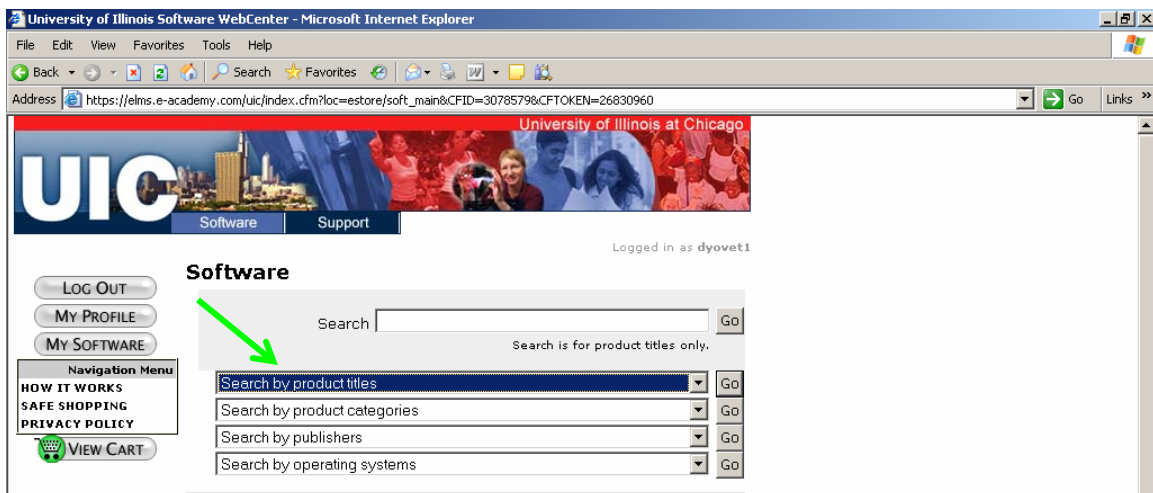 University of Illinois Software WebCenter - Microsoft Internet Explorer
File Edit View Favorites Tools Help
Back Search Favorites
Address https://elms.e-academy.com/uic/index.cfm?loc=estore/soft_main&CFID=3078579&CFTOKEN=26830960 Go Links »
University of Illinois at Chicago
UIC
Software Support
Logged in as dyovet1
Software
LOG OUT
MY PROFILE
Search Go
MY SOFTWARE
Search is for product titles only.
Navigation Menu
HOW IT WORKS
SAFE SHOPPING
PRIVACY POLICY
VIEW CART
Search by product titles Go
Search by product categories Go
Search by publishers Go
Search by operating systems Go